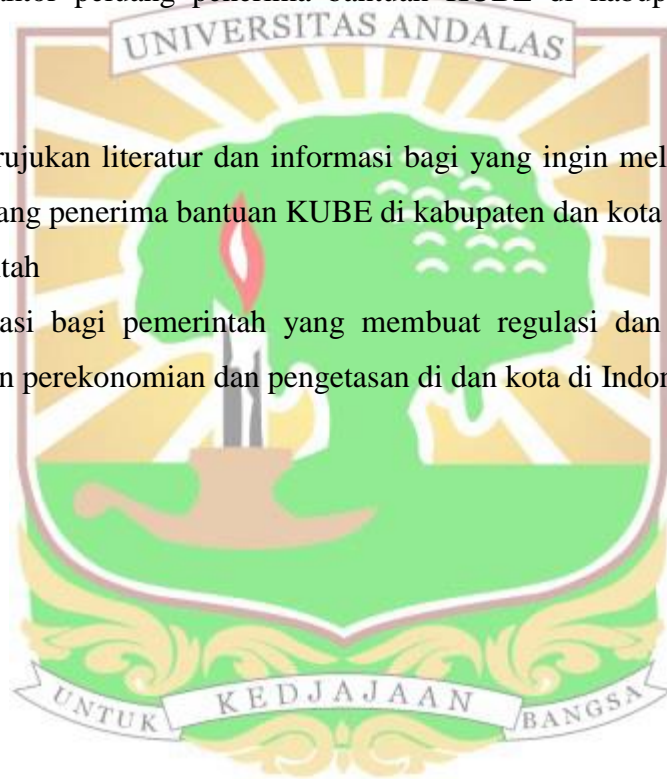 peluang penerima bantuan KUBE di kabup
UNIVERSITAS ANDALAS
rujukan literatur dan informasi bagi yang ingin mel
ang penerima bantuan KUBE di kabupaten dan kota
tah
asi bagi pemerintah yang membuat regulasi dan
n perekonomian dan pengetasan di dan kota di Indon
UNTUK KEDJAJAAN BANGSA